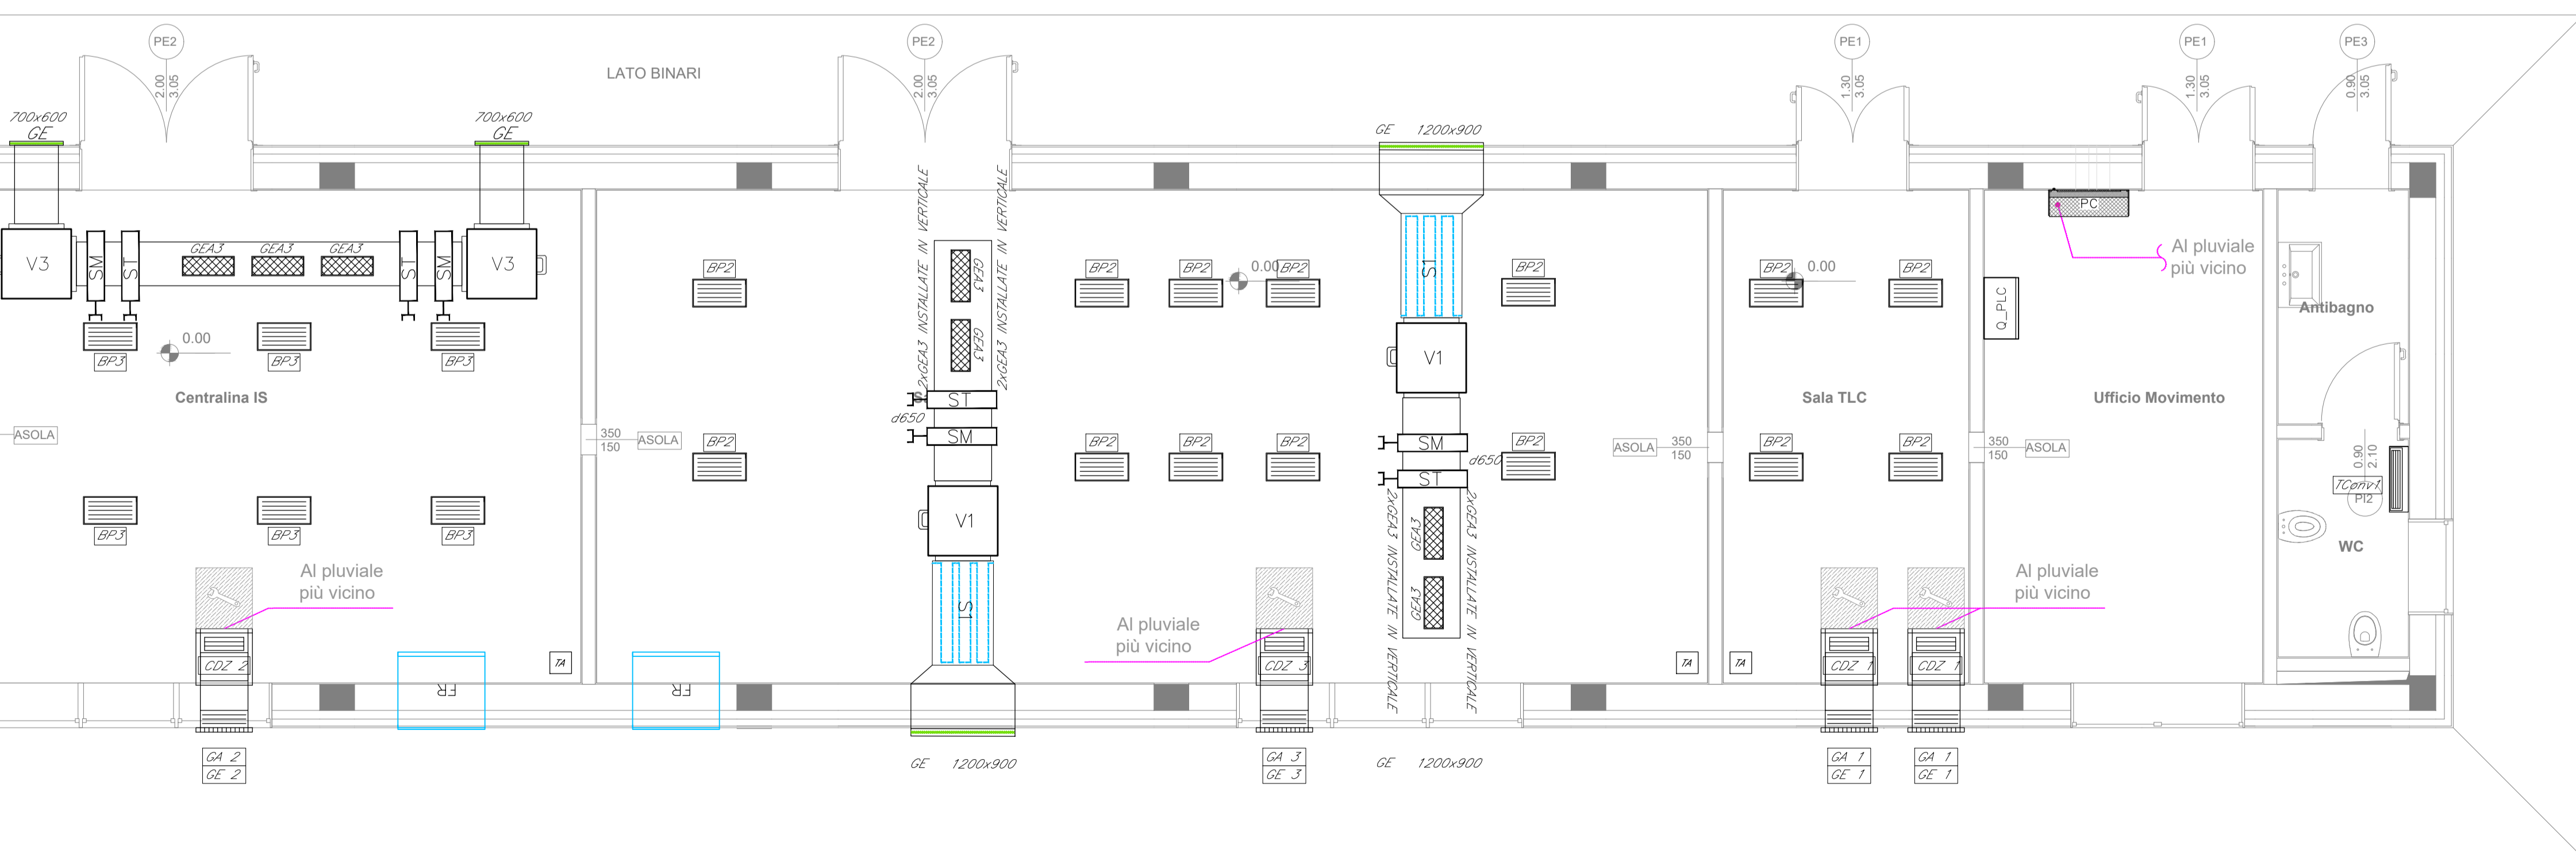 PE2
PE2
PE1
PE1
PE3
LATO BINARI
2.00
3.05
2.00
3.05
1.30
3.05
1.30
3.05
0.90
3.05
700x600
GE
700x600
GE
GE 1200x900
V3
SM
ST
GEA3
GEA3
GEA3
ST
SM
V3
2xGEA3 INSTALLATE IN VERTICALE
2xGEA3 INSTALLATE IN VERTICALE
GEA3
GEA3
S1
PC
Al pluviale
più vicino
BP2
BP2
BP2
0.00
BP2
BP2
BP2
0.00
BP2
Q_PLC
Antibagno
BP3
BP3
BP3
0.00
V1
Centralina IS
ST
d650
SM
Sala TLC
Ufficio Movimento
ASOLA
350
150
ASOLA
BP2
BP2
BP2
BP2
SM
d650
ST
BP2
ASOLA
350
150
BP2
BP2
350
150
ASOLA
0.90
2.10
TConv1
PI2
V1
BP3
BP3
BP3
GEA3
GEA3
2xGEA3 INSTALLATE IN VERTICALE
2xGEA3 INSTALLATE IN VERTICALE
WC
Al pluviale
più vicino
S1
Al pluviale
più vicino
Al pluviale
più vicino
CDZ 2
TA
CDZ 3
TA
TA
CDZ 1
CDZ 1
FR
FR
GA 2
GE 2
GE 1200x900
GA 3
GE 3
GE 1200x900
GA 1
GE 1
GA 1
GE 1